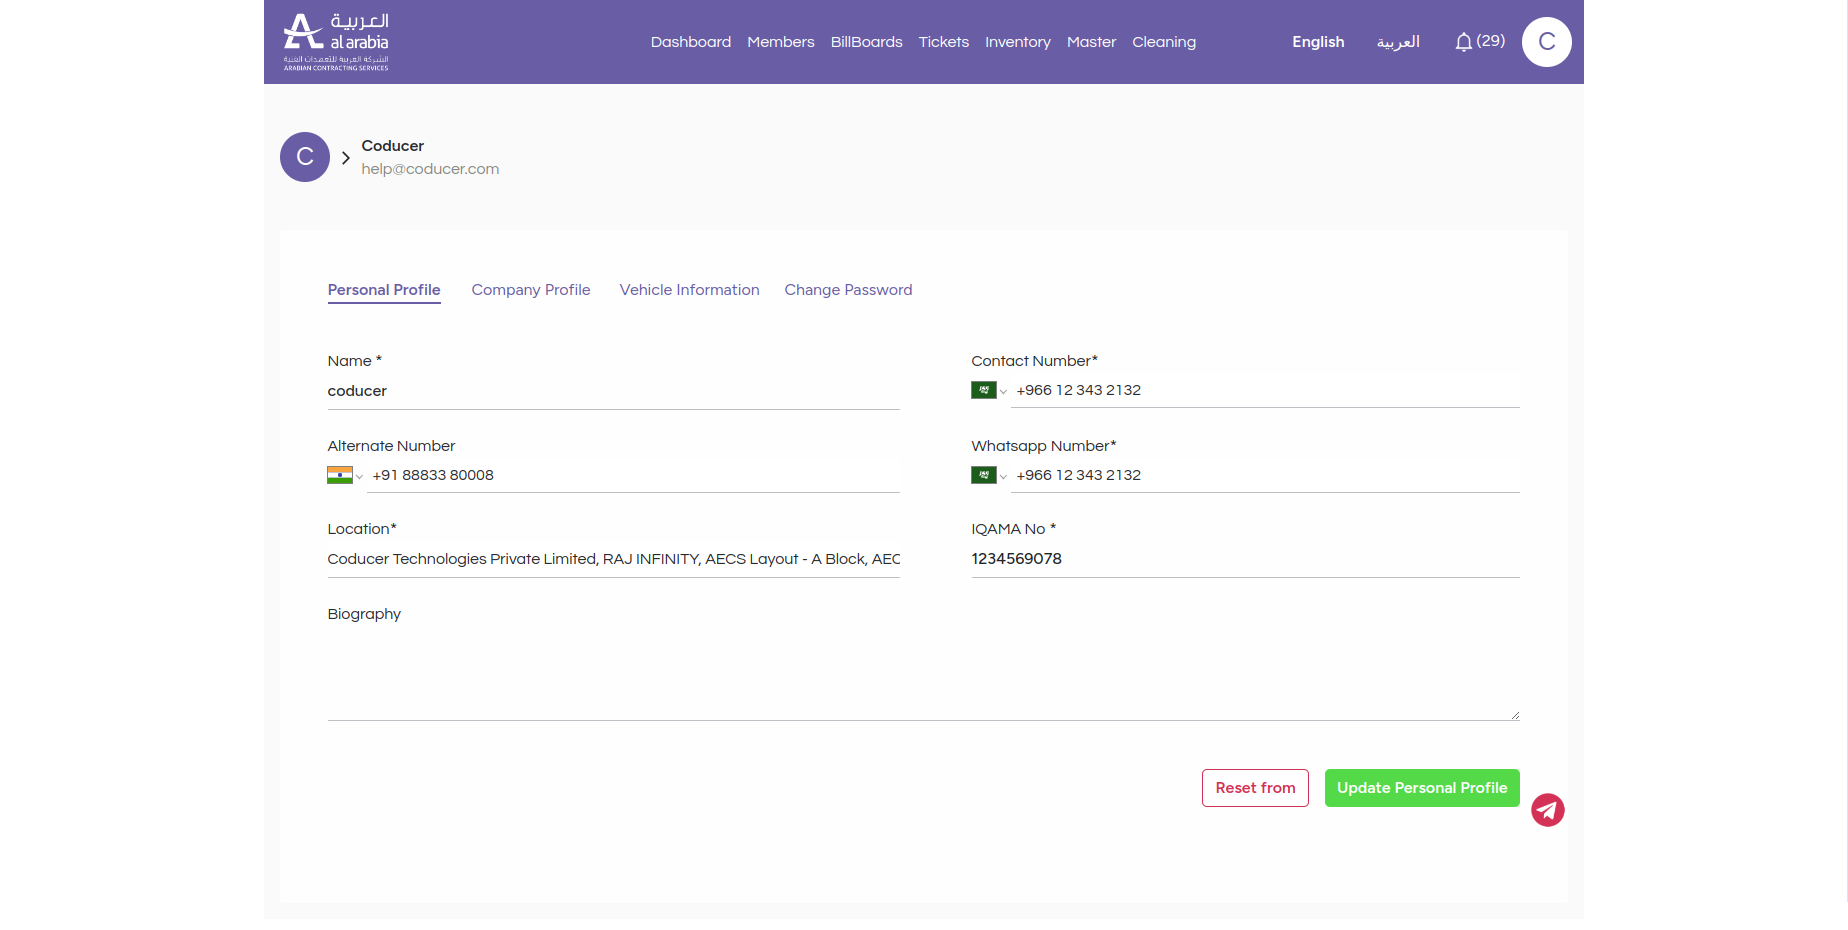 العربية
al arabia
الشركة العربية للتعهدات الفنية
ARABIAN CONTRACTING SERVICES
Dashboard Members BillBoards Tickets Inventory Master Cleaning English العربية (29) C
C
Coducer
help@coducer.com
Personal Profile Company Profile Vehicle Information Change Password
Name * Contact Number*
coducer +966 12 343 2132
Alternate Number Whatsapp Number*
+91 88833 80008 +966 12 343 2132
Location* IQAMA No *
Coducer Technologies Private Limited, RAJ INFINITY, AECS Layout - A Block, AEC 1234569078
Biography
Reset from Update Personal Profile